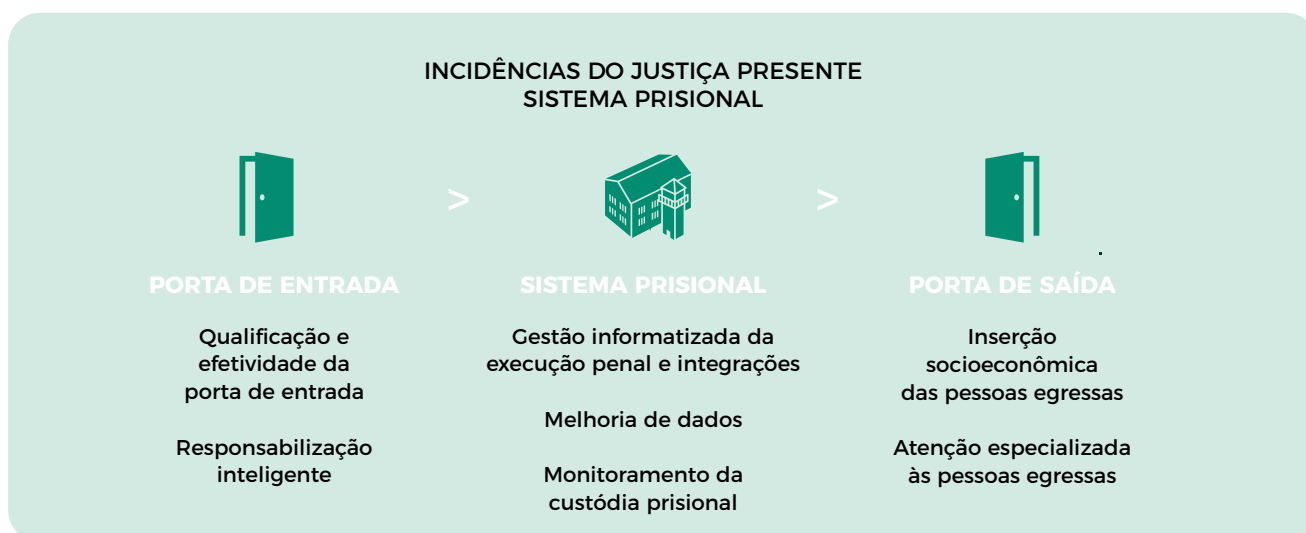 INCIDÊNCIAS DO JUSTIÇA PRESENTE
SISTEMA PRISIONAL
>
>
PORTA DE ENTRADA
Qualificação e
efetividade da
porta de entrada
Responsabilização
inteligente
SISTEMA PRISIONAL
Gestão informatizada da
execução penal e integrações
Melhoria de dados
Monitoramento da
custódia prisional
PORTA DE SAÍDA
Inserção
socioeconômica
das pessoas egressas
Atenção especializada
às pessoas egressas